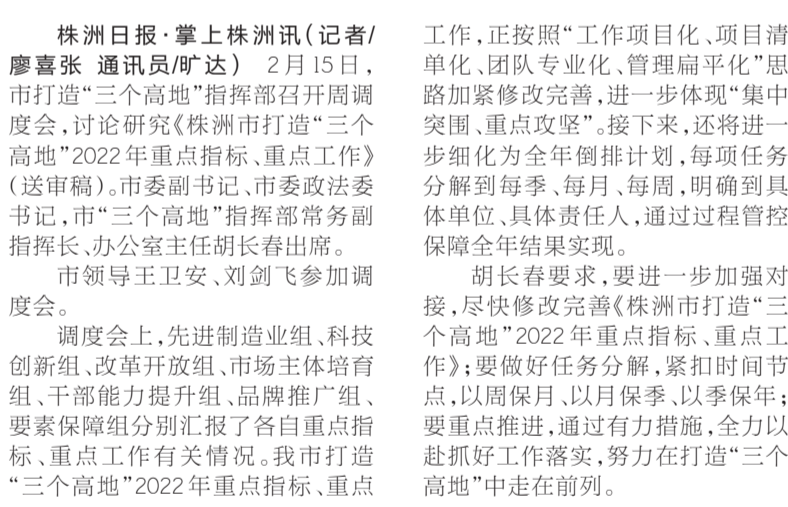 株洲日报·掌上株洲讯(记者/
廖喜张 通讯员/旷达) 2月15日,
市打造“三个高地”指挥部召开周调
度会,讨论研究《株洲市打造“三个
高地”2022年重点指标、重点工作》
(送审稿)。市委副书记、市委政法委
书记,市“三个高地”指挥部常务副
指挥长、办公室主任胡长春出席。
市领导王卫安、刘剑飞参加调
度会。
调度会上,先进制造业组、科技
创新组、改革开放组、市场主体培育
组、干部能力提升组、品牌推广组、
要素保障组分别汇报了各自重点指
标、重点工作有关情况。我市打造
“三个高地”2022年重点指标、重点
工作,正按照“工作项目化、项目清
单化、团队专业化、管理扁平化”思
路加紧修改完善,进一步体现“集中
突围、重点攻坚”。接下来,还将进一
步细化为全年倒排计划,每项任务
分解到每季、每月、每周,明确到具
体单位、具体责任人,通过过程管控
保障全年结果实现。
胡长春要求,要进一步加强对
接,尽快修改完善《株洲市打造“三
个高地”2022年重点指标、重点工
作》;要做好任务分解,紧扣时间节
点,以周保月、以月保季、以季保年;
要重点推进,通过有力措施,全力以
赴抓好工作落实,努力在打造“三个
高地”中走在前列。